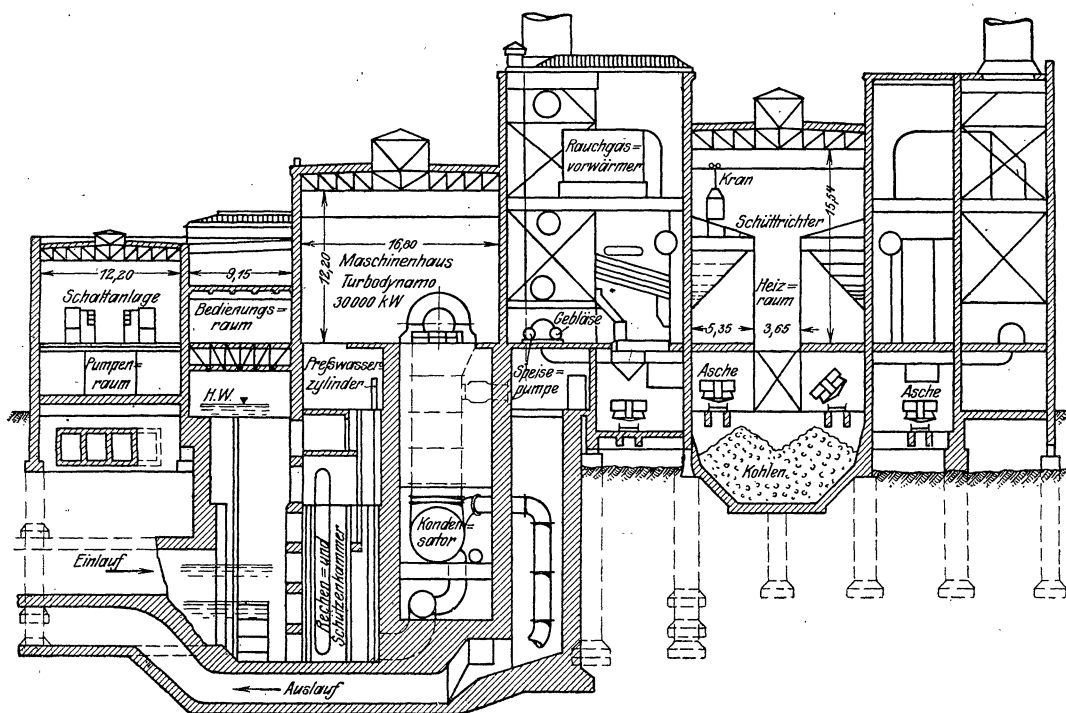 Rauchgas=
vorwärmer
Kran
15,54
Schüttrichter
16,80
12,20
Maschinenhaus
Turbodynamo
30000 kW
12,20
9,15
Schaltanlage
Bedienungs=
raum
Heiz=
raum
Gebläse
5,35
3,65
Pumpen=
raum
Preßwasser=
zylinder
Speise=
pumpe
Asche
Asche
H.W.
Kohlen
Konden=
sator
Einlauf
Rechen= und
Schützenkammer
Auslauf